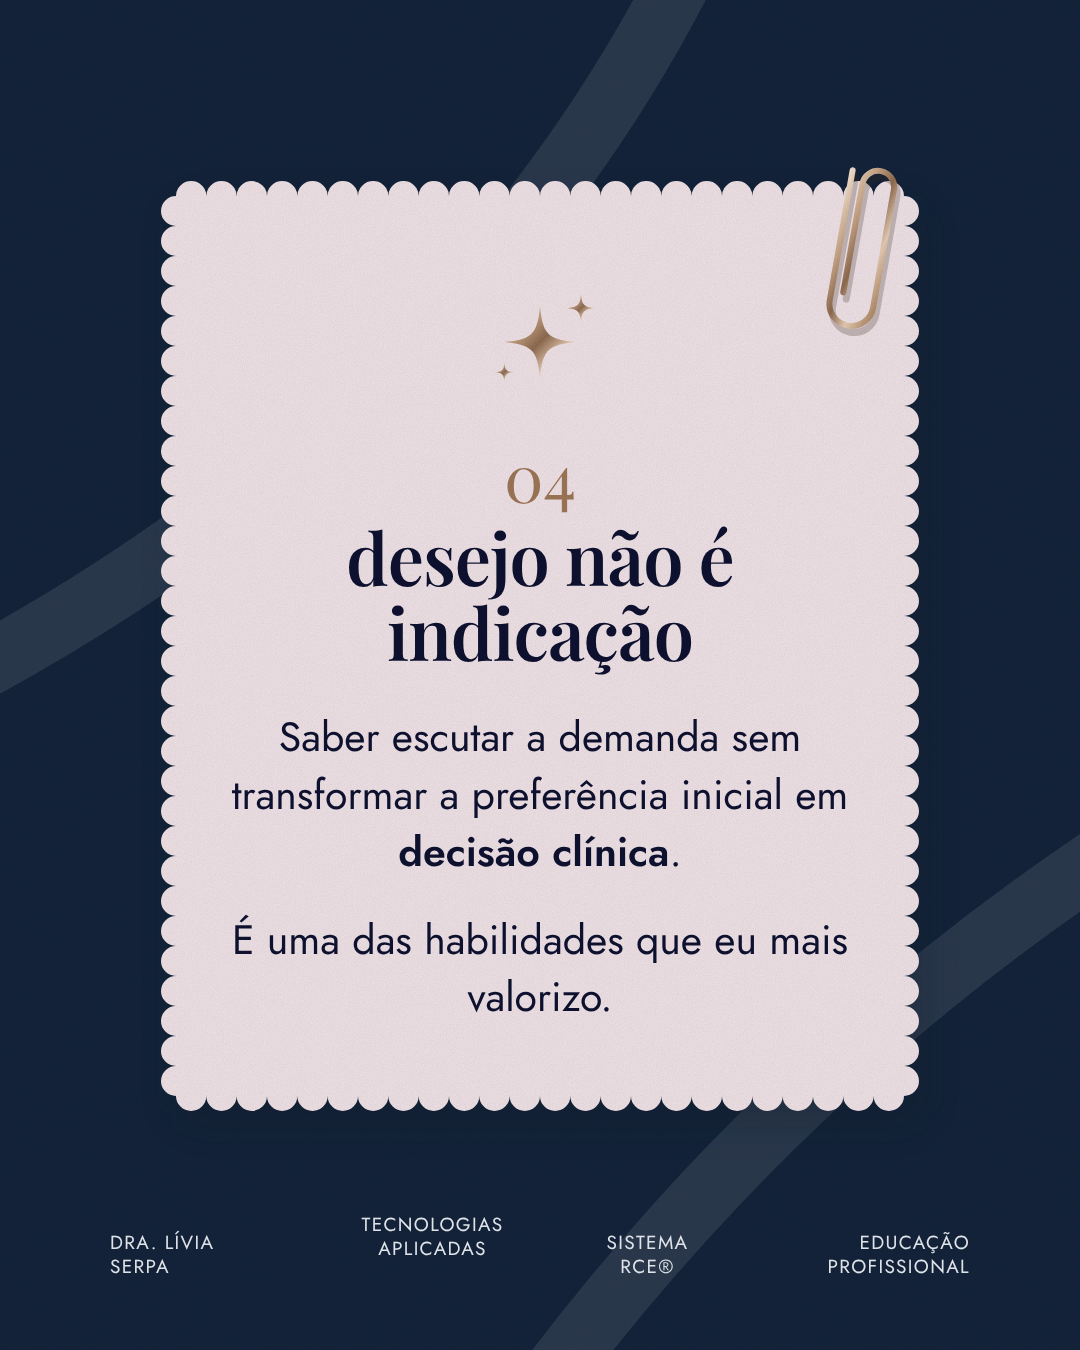 04
desejo não é
indicação
Saber escutar a demanda sem
transformar a preferência inicial em
decisão clínica.
É uma das habilidades que eu mais
valorizo.
DRA. LÍVIA
SERPA
TECNOLOGIAS
APLICADAS
SISTEMA
RCE®
EDUCAÇÃO
PROFISSIONAL